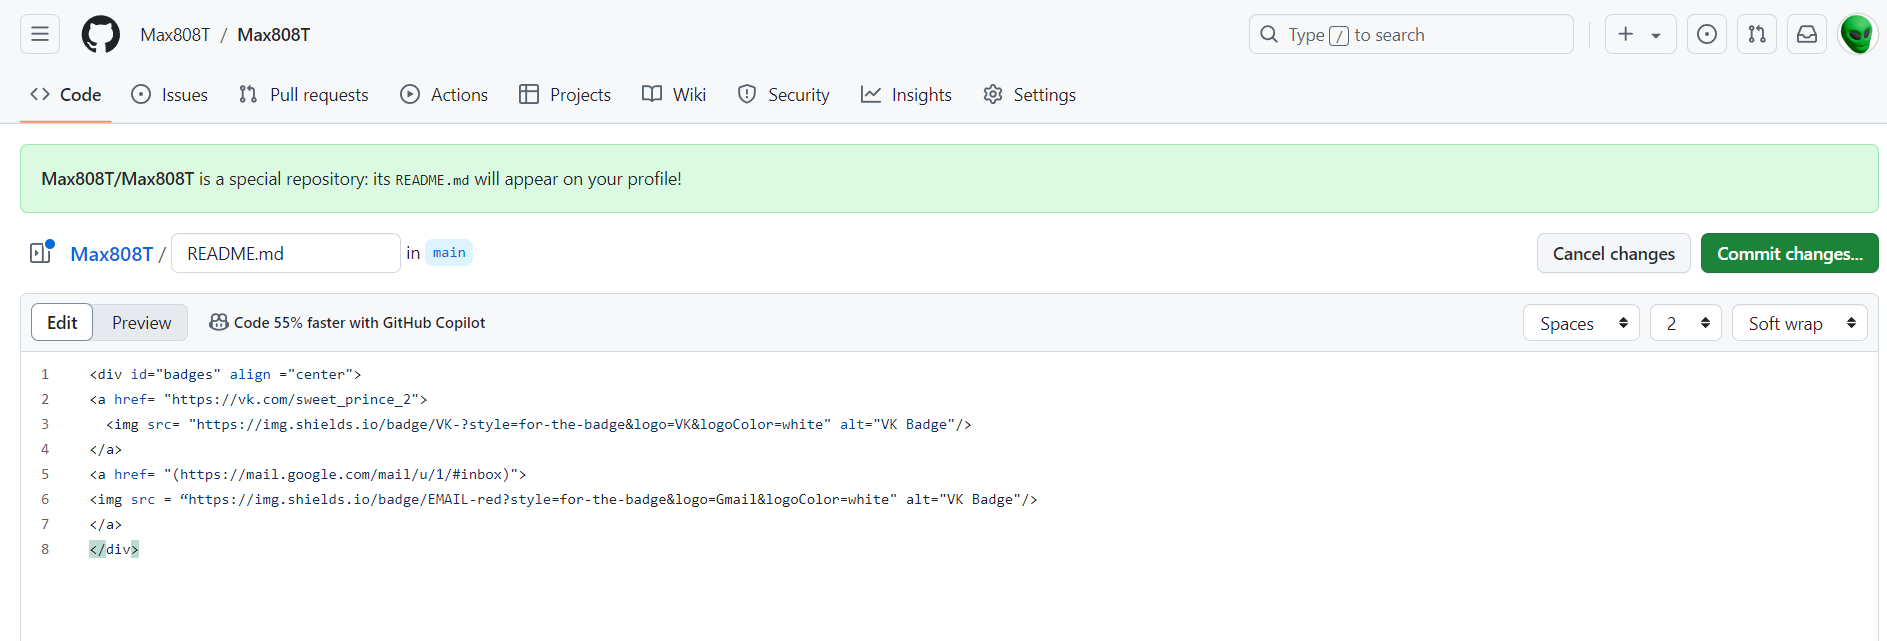 Max808T / Max808T
Type / to search
Code Issues Pull requests Actions Projects Wiki Security Insights Settings
Max808T/Max808T is a special repository: its README.md will appear on your profile!
Max808T / README.md in main
Cancel changes Commit changes...
Edit Preview Code 55% faster with GitHub Copilot
Spaces 2 Soft wrap
1 <div id="badges" align ="center">
2 <a href= "https://vk.com/sweet_prince_2">
3 <img src= "https://img.shields.io/badge/VK-?style=for-the-badge&logo=VK&logoColor=white" alt="VK Badge"/>
4 </a>
5 <a href= "(https://mail.google.com/mail/u/1/#inbox)">
6 <img src = “https://img.shields.io/badge/EMAIL-red?style=for-the-badge&logo=Gmail&logoColor=white" alt="VK Badge"/>
7 </a>
8 </div>